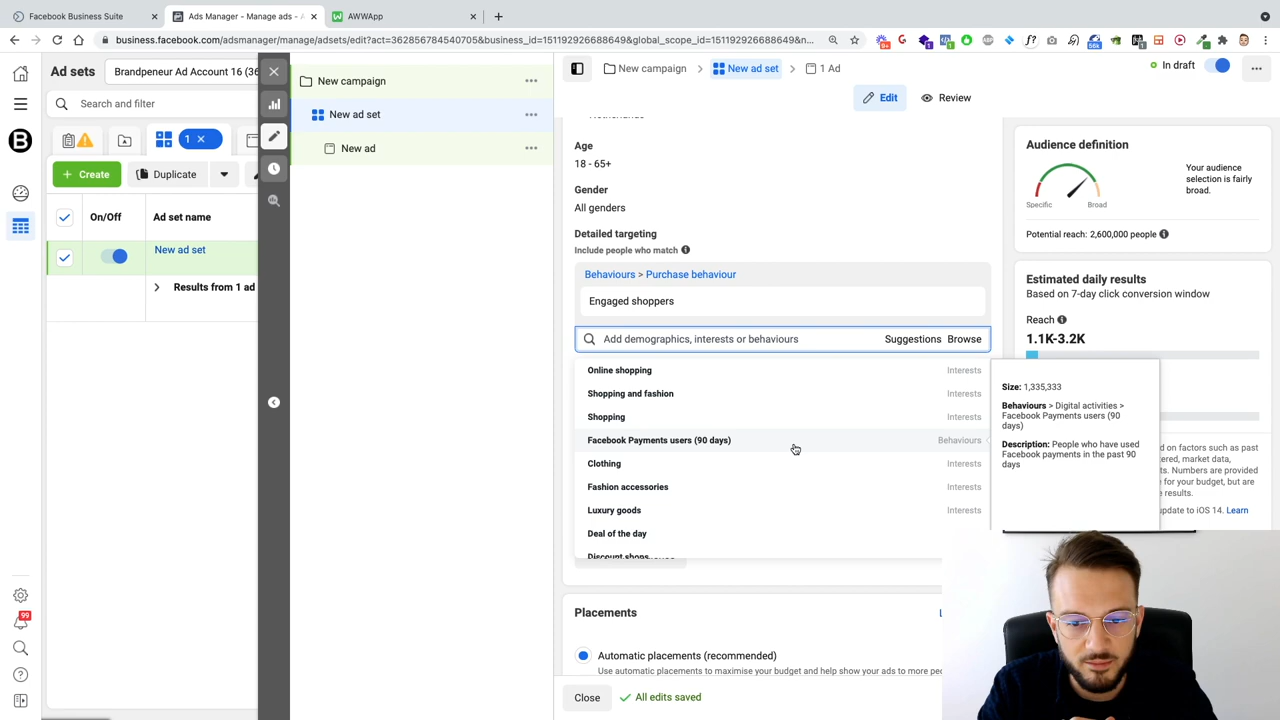 Facebook Business Suite
Ads Manager - Manage ads - A
AWWApp
business.facebook.com/adsmanager/manage/adsets/edit?act=362856784540705&business_id=151192926688649&global_scope_id=151192926688649&n...
Ad sets
Brandpeneur Ad Account 16 (36
Search and filter
1
Create
Duplicate
On/Off
Ad set name
New ad set
Results from 1 ad
99
New campaign
New ad set
New ad
New campaign
New ad set
1 Ad
In draft
Edit
Review
Netherlands
Age
18 - 65+
Gender
All genders
Detailed targeting
Include people who match
Behaviours > Purchase behaviour
Engaged shoppers
Add demographics, interests or behaviours
Suggestions
Browse
Online shopping
Interests
Shopping and fashion
Interests
Shopping
Interests
Facebook Payments users (90 days)
Behaviours
Clothing
Interests
Fashion accessories
Interests
Luxury goods
Interests
Deal of the day
Discount shops
Placements
Automatic placements (recommended)
Use automatic placements to maximise your budget and help show your ads to more peo
Close
All edits saved
Audience definition
Specific
Broad
Your audience
selection is fairly
broad.
Potential reach: 2,600,000 people
Estimated daily results
Based on 7-day click conversion window
Reach
1.1K-3.2K
Size: 1,335,333
Behaviours > Digital activities >
Facebook Payments users (90
days)
Description: People who have used
Facebook payments in the past 90
days
d on factors such as past
ered, market data,
ts. Numbers are provided
for your budget, but are
results.
update to iOS 14. Learn